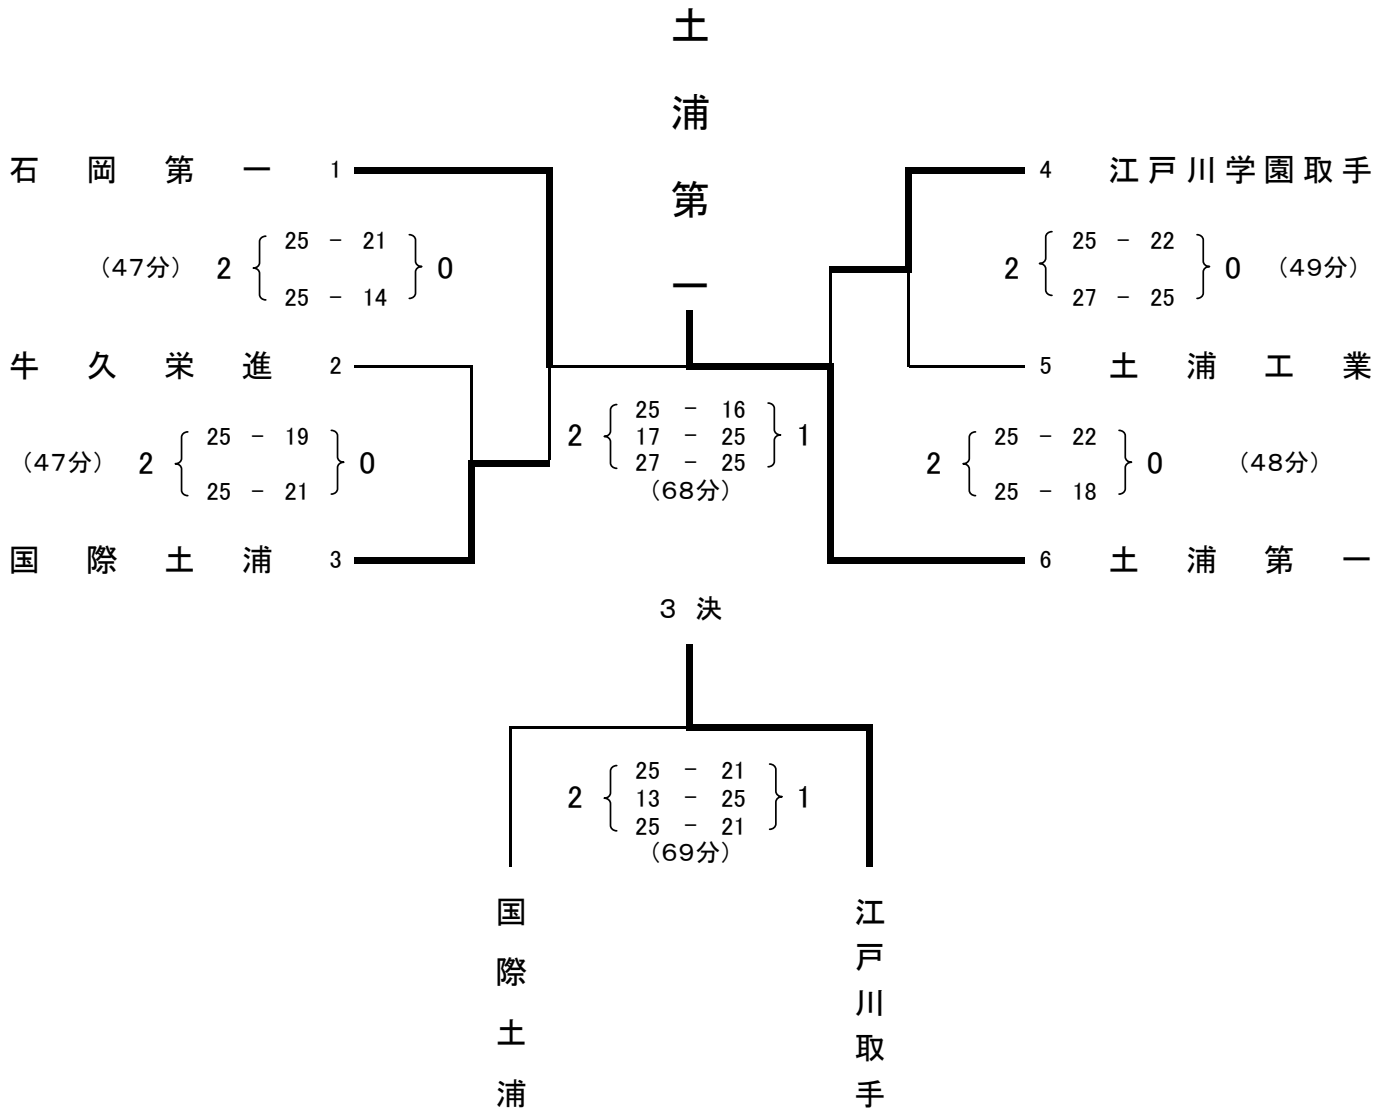 土浦第一
石岡第一 1
4 江戸川学園取手
(47分) 2 { 25 - 21 } 0
25 - 14
2 { 25 - 22 } 0 (49分)
27 - 25
牛久栄進 2
5 土浦工業
(47分) 2 { 25 - 19 } 0
25 - 21
2 { 25 - 16 } 1
17 - 25
27 - 25
(68分)
2 { 25 - 22 } 0 (48分)
25 - 18
国際土浦 3
6 土浦第一
3 決
2 { 25 - 21 } 1
13 - 25
25 - 21
(69分)
国際土浦
江戸川取手